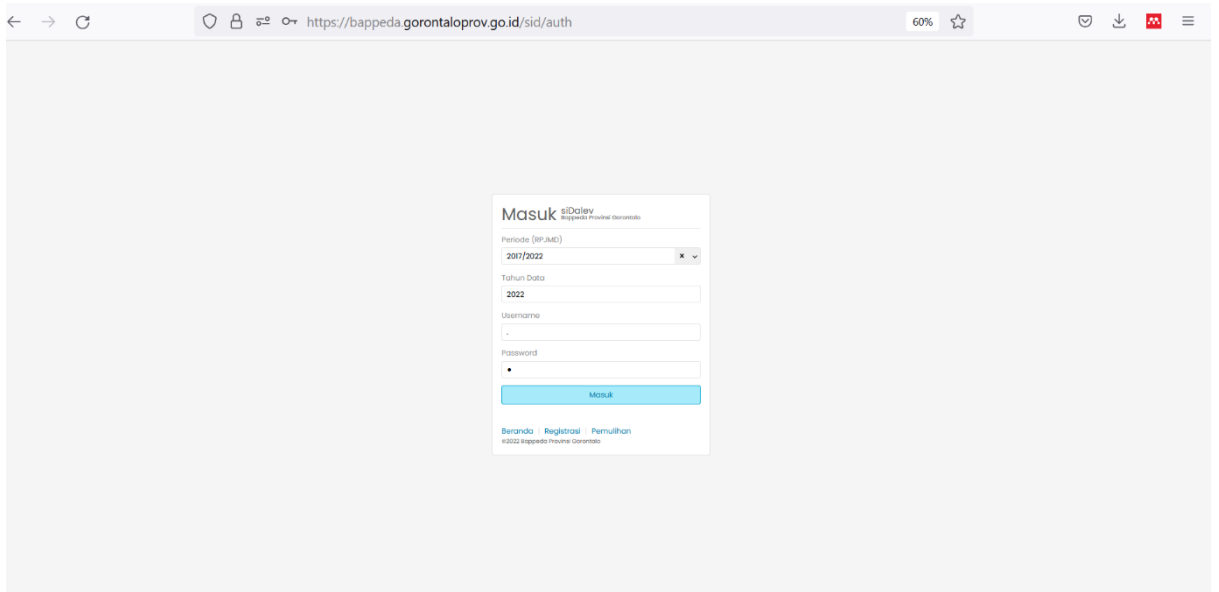 https://bappeda.gorontaloprov.go.id/sid/auth 60%
Masuk siDalev
Bappeda Provinsi Gorontalo
Periode (RPJMD)
2017/2022
Tahun Data
2022
Username
.
Password
Masuk
Beranda | Registrasi | Pemulihan
©2022 Bappeda Provinsi Gorontalo